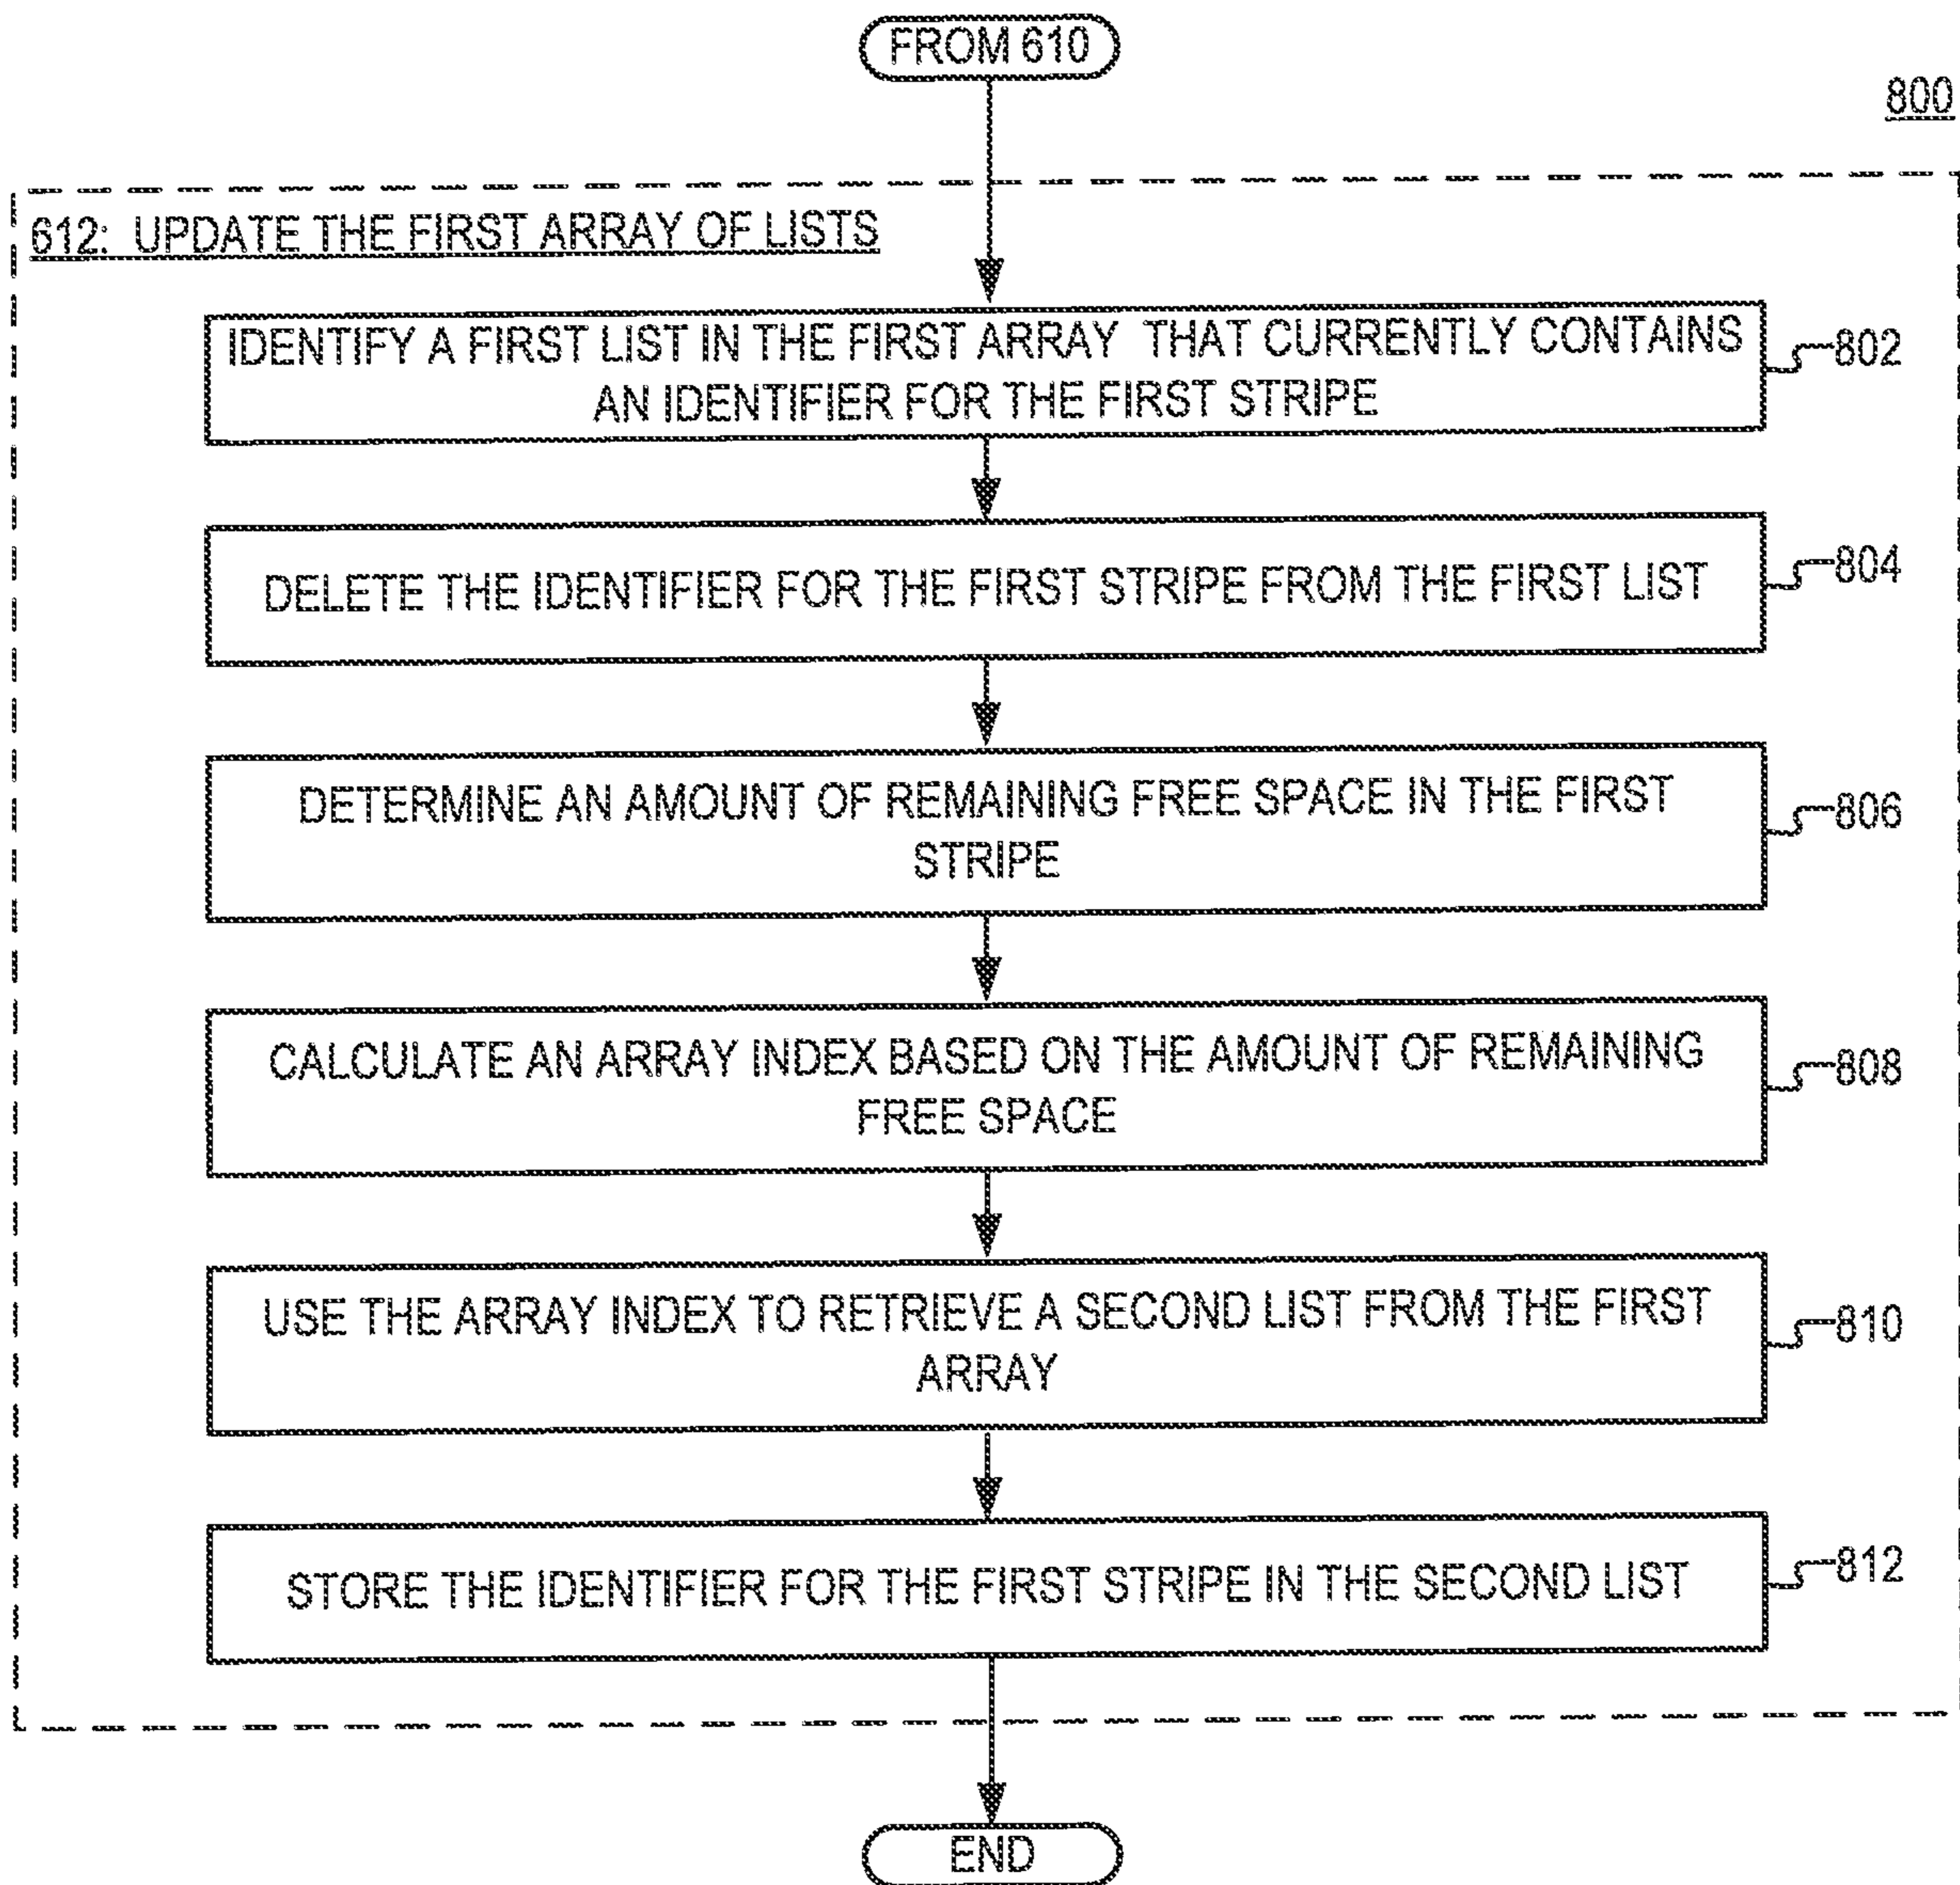 FROM 610
800
612: UPDATE THE FIRST ARRAY OF LISTS
IDENTIFY A FIRST LIST IN THE FIRST ARRAY THAT CURRENTLY CONTAINS
AN IDENTIFIER FOR THE FIRST STRIPE
802
DELETE THE IDENTIFIER FOR THE FIRST STRIPE FROM THE FIRST LIST
804
DETERMINE AN AMOUNT OF REMAINING FREE SPACE IN THE FIRST
STRIPE
806
CALCULATE AN ARRAY INDEX BASED ON THE AMOUNT OF REMAINING
FREE SPACE
808
USE THE ARRAY INDEX TO RETRIEVE A SECOND LIST FROM THE FIRST
ARRAY
810
STORE THE IDENTIFIER FOR THE FIRST STRIPE IN THE SECOND LIST
812
END